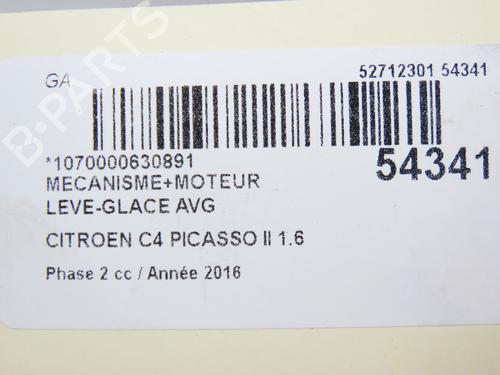 GA
52712301 54341
*1070000630891
54341
MECANISME+MOTEUR
LEVE-GLACE AVG
CITROEN C4 PICASSO II 1.6
Phase 2 cc / Année 2016
B-PARTS